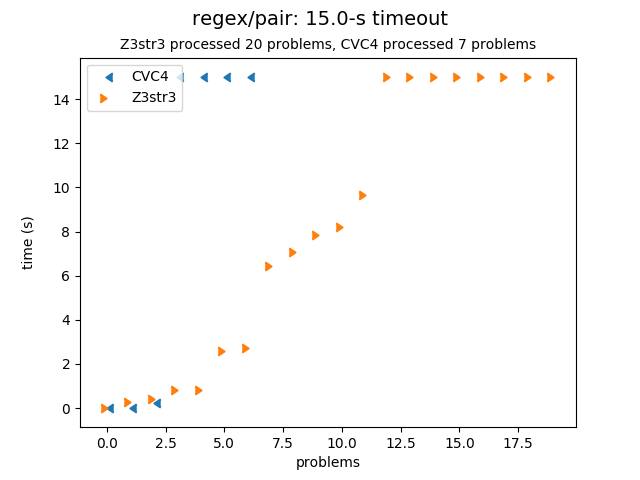 regex/pair: 15.0-s timeout
Z3str3 processed 20 problems, CVC4 processed 7 problems
CVC4
Z3str3
14
12
10
8
6
4
2
0
time (s)
0.0 2.5 5.0 7.5 10.0 12.5 15.0 17.5
problems